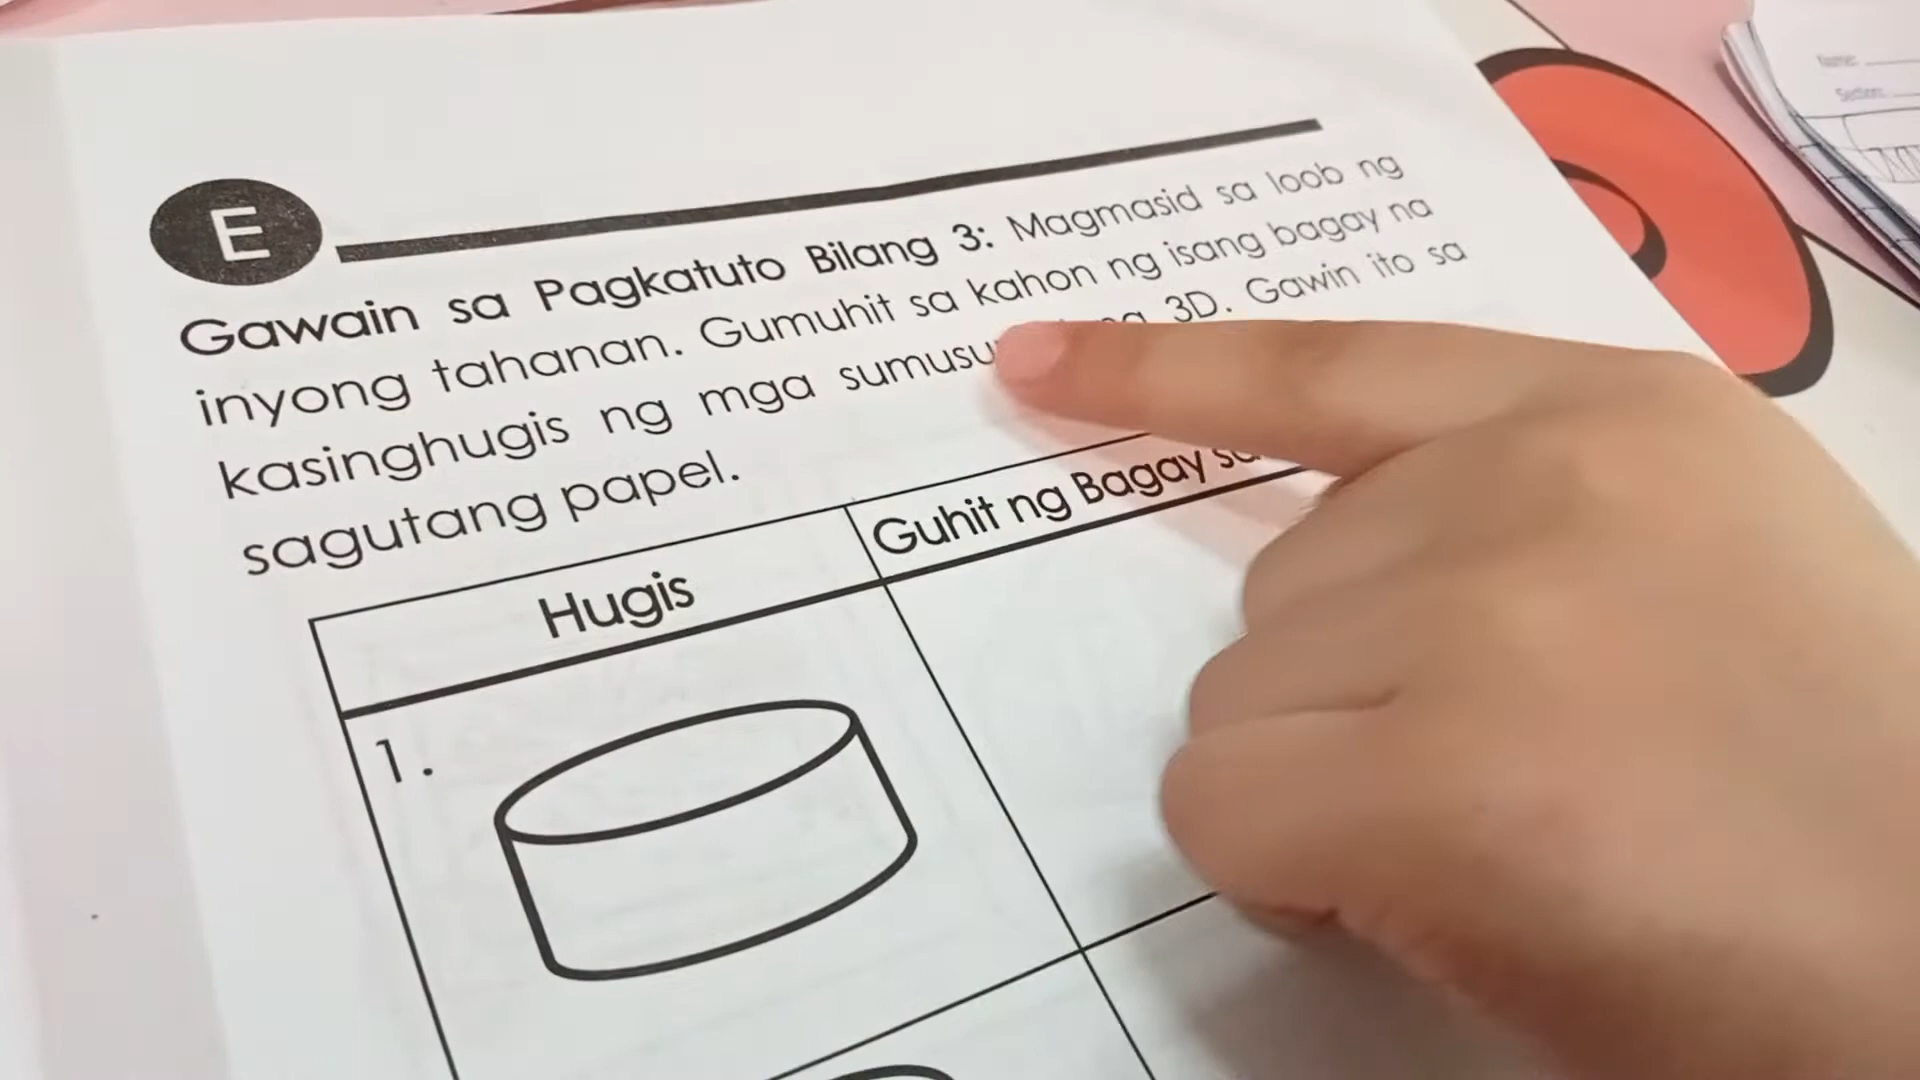 E
Gawain sa Pagkatuto Bilang 3: Magmasid sa loob ng
inyong tahanan. Gumuhit sa kahon ng isang bagay na
kasinghugis ng mga 3D. Gawin ito sa
sagutang papel.
Hugis
Guhit ng Bagay
1.